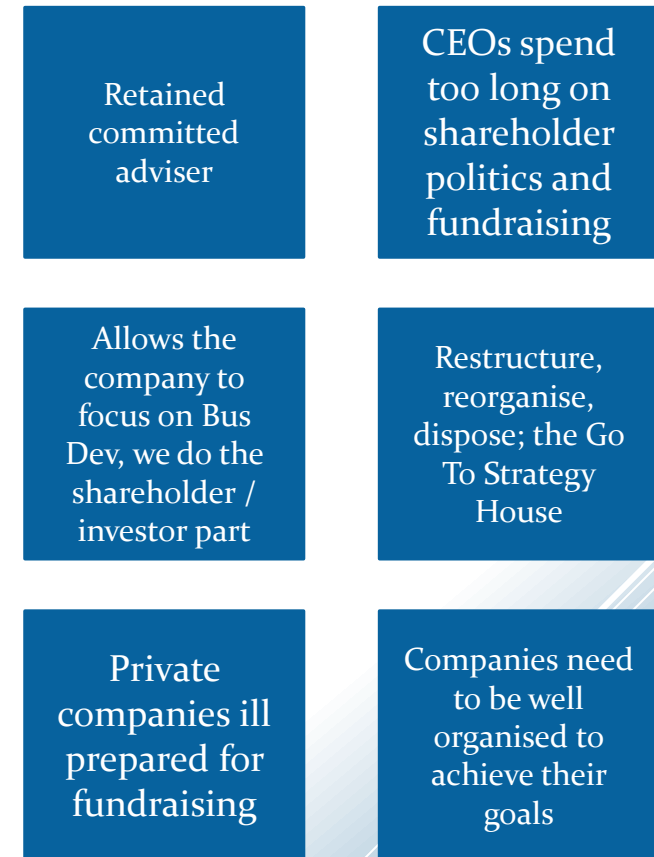 Retained
committed
adviser
CEOs spend
too long on
shareholder
politics and
fundraising
Allows the
company to
focus on Bus
Dev, we do the
shareholder /
investor part
Restructure,
reorganise,
dispose; the Go
To Strategy
House
Private
companies ill
prepared for
fundraising
Companies need
to be well
organised to
achieve their
goals